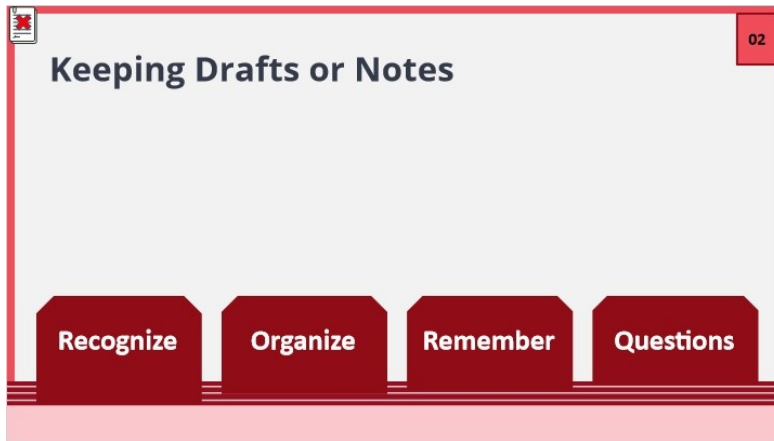 02
Keeping Drafts or Notes
Recognize
Organize
Remember
Questions